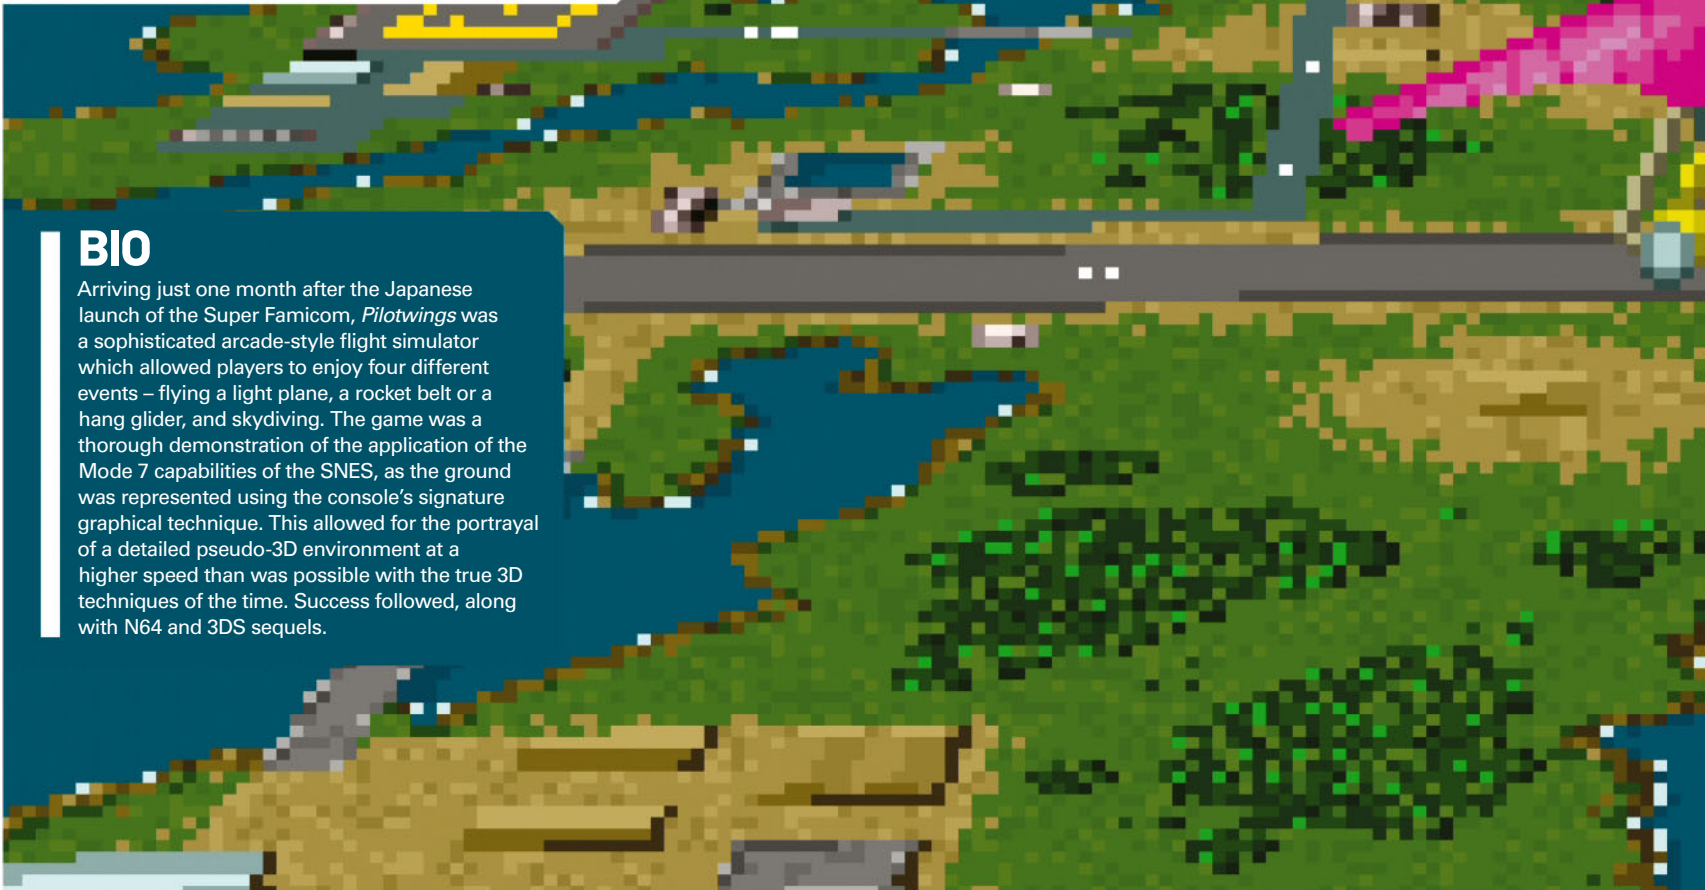 BIO
Arriving just one month after the Japanese
launch of the Super Famicom, Pilotwings was
a sophisticated arcade-style flight simulator
which allowed players to enjoy four different
events – flying a light plane, a rocket belt or a
hang glider, and skydiving. The game was a
thorough demonstration of the application of the
Mode 7 capabilities of the SNES, as the ground
was represented using the console’s signature
graphical technique. This allowed for the portrayal
of a detailed pseudo-3D environment at a
higher speed than was possible with the true 3D
techniques of the time. Success followed, along
with N64 and 3DS sequels.